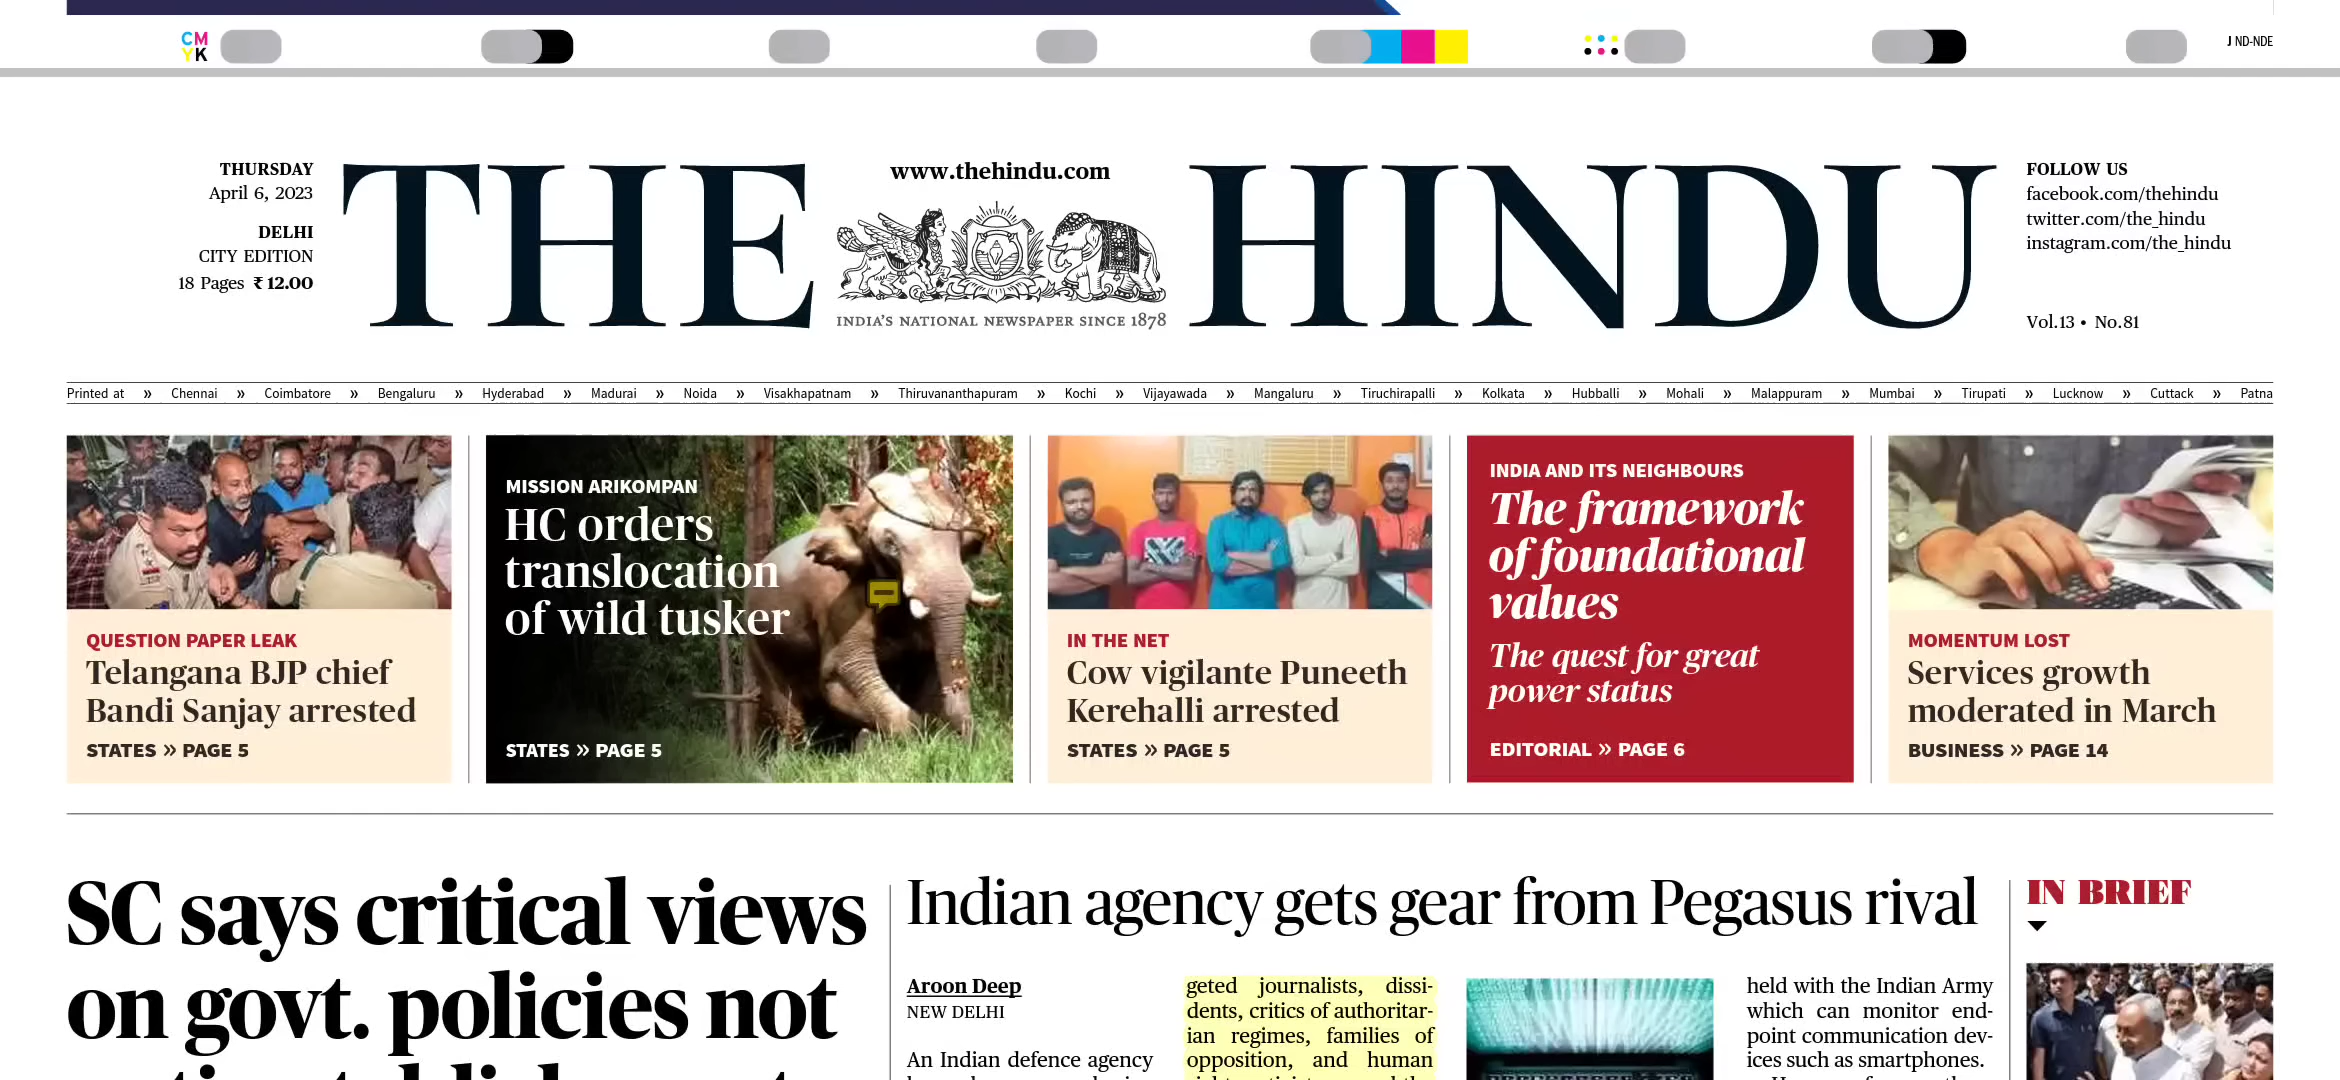 CM
YK
J ND-NDE
THURSDAY
April 6, 2023
DELHI
CITY EDITION
18 Pages ₹ 12.00
THE HINDU
www.thehindu.com
INDIA'S NATIONAL NEWSPAPER SINCE 1878
FOLLOW US
facebook.com/thehindu
twitter.com/the_hindu
instagram.com/the_hindu
Vol.13 • No.81
Printed at » Chennai » Coimbatore » Bengaluru » Hyderabad » Madurai » Noida » Visakhapatnam » Thiruvananthapuram » Kochi » Vijayawada » Mangaluru » Tiruchirapalli » Kolkata » Hubballi » Mohali » Malappuram » Mumbai » Tirupati » Lucknow » Cuttack » Patna
QUESTION PAPER LEAK
Telangana BJP chief
Bandi Sanjay arrested
STATES » PAGE 5
MISSION ARIKOMPAN
HC orders
translocation
of wild tusker
STATES » PAGE 5
IN THE NET
Cow vigilante Puneeth
Kerehalli arrested
STATES » PAGE 5
INDIA AND ITS NEIGHBOURS
The framework
of foundational
values
The quest for great
power status
EDITORIAL » PAGE 6
MOMENTUM LOST
Services growth
moderated in March
BUSINESS » PAGE 14
SC says critical views
on govt. policies not
Indian agency gets gear from Pegasus rival
Aroon Deep
NEW DELHI
An Indian defence agency
geted journalists, dissi-
dents, critics of authoritar-
ian regimes, families of
opposition, and human
held with the Indian Army
which can monitor end-
point communication dev-
ices such as smartphones.
IN BRIEF